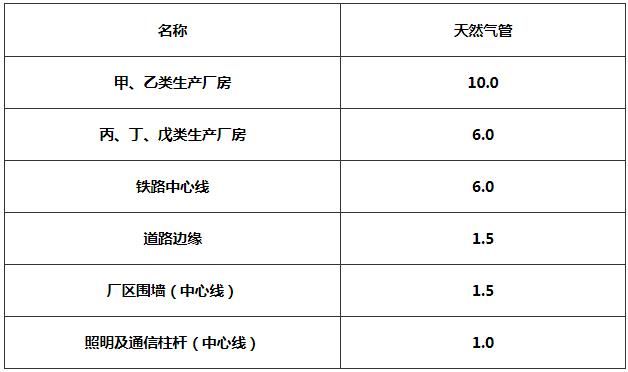 名称 天然气管
甲、乙类生产厂房 10.0
丙、丁、戊类生产厂房 6.0
铁路中心线 6.0
道路边缘 1.5
厂区围墙（中心线） 1.5
照明及通信柱杆（中心线） 1.0